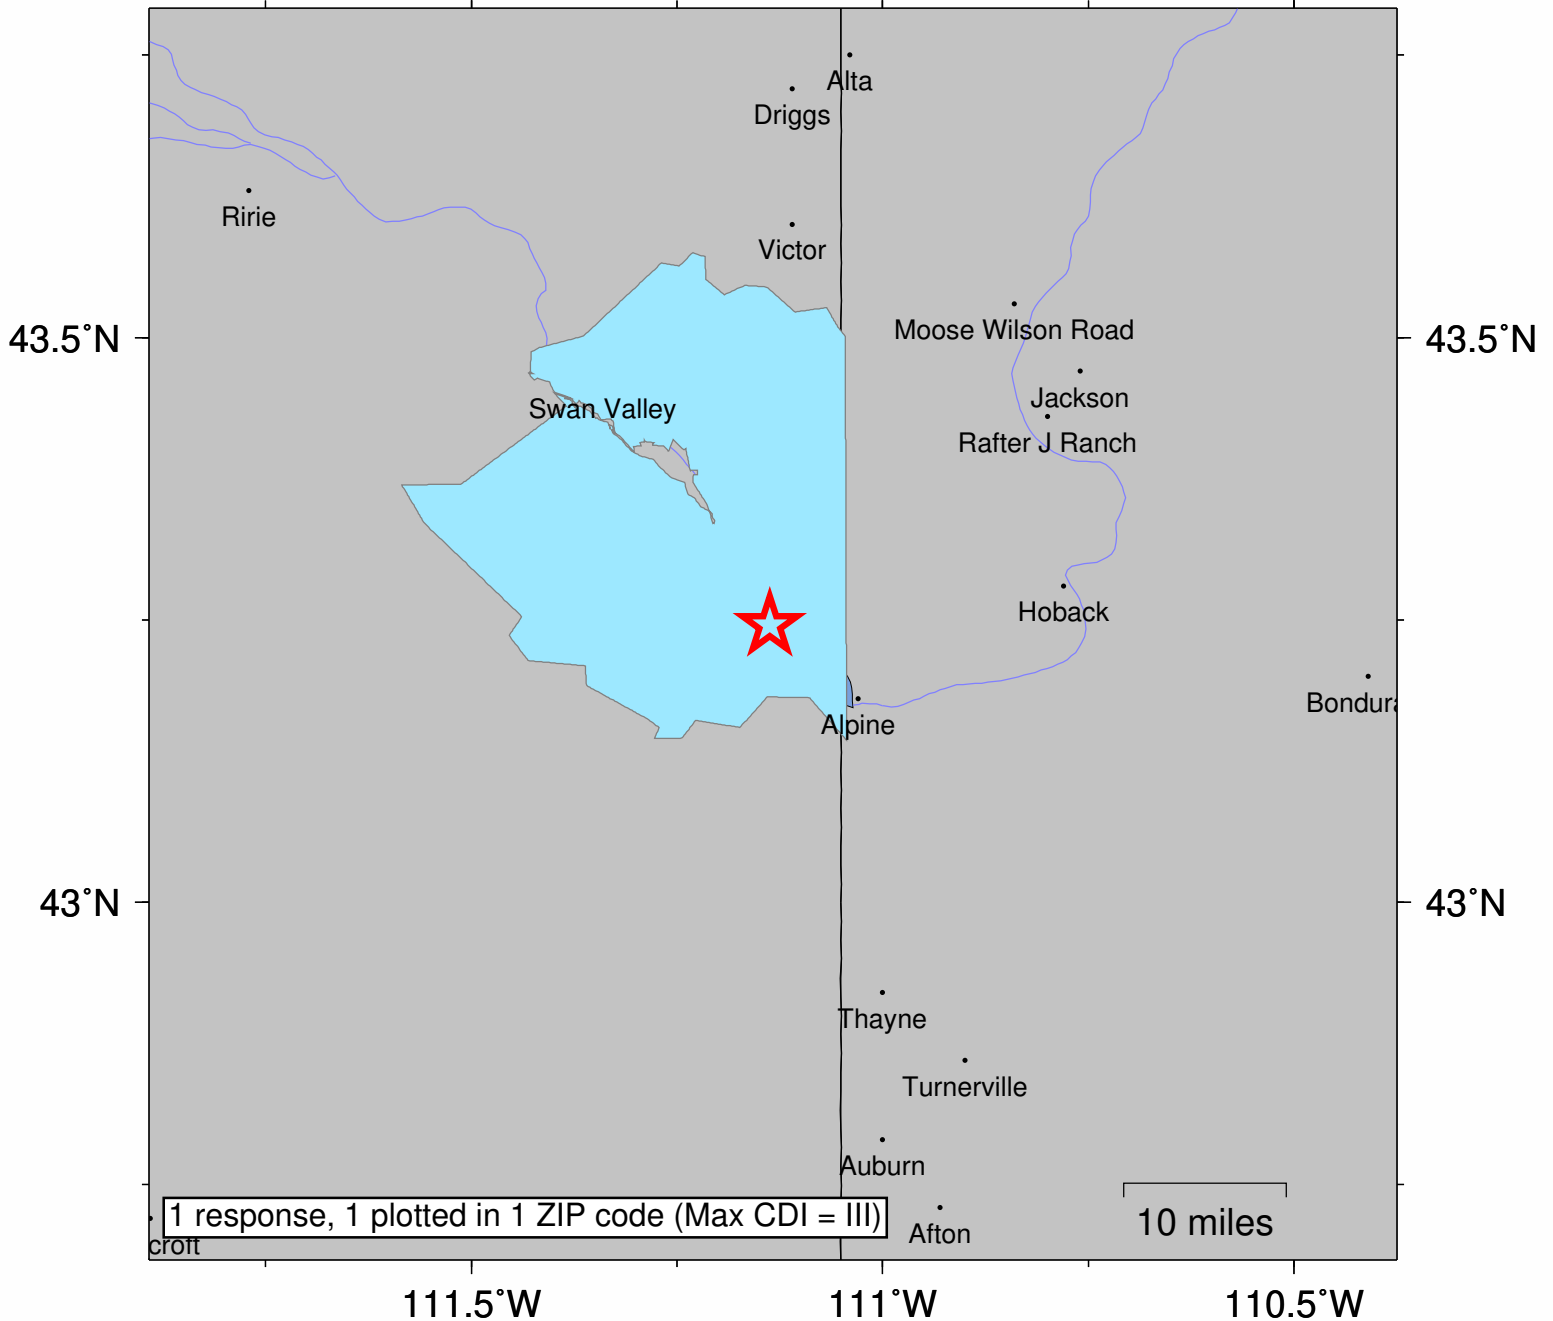 Alta
Driggs
Ririe
Victor
Moose Wilson Road
43.5˚N
43.5˚N
Jackson
Swan Valley
Rafter J Ranch
Hoback
Bondura
Alpine
43˚N
43˚N
Thayne
Turnerville
Auburn
1 response, 1 plotted in 1 ZIP code (Max CDI = III)
10 miles
Afton
croft
111.5˚W
111˚W
110.5˚W